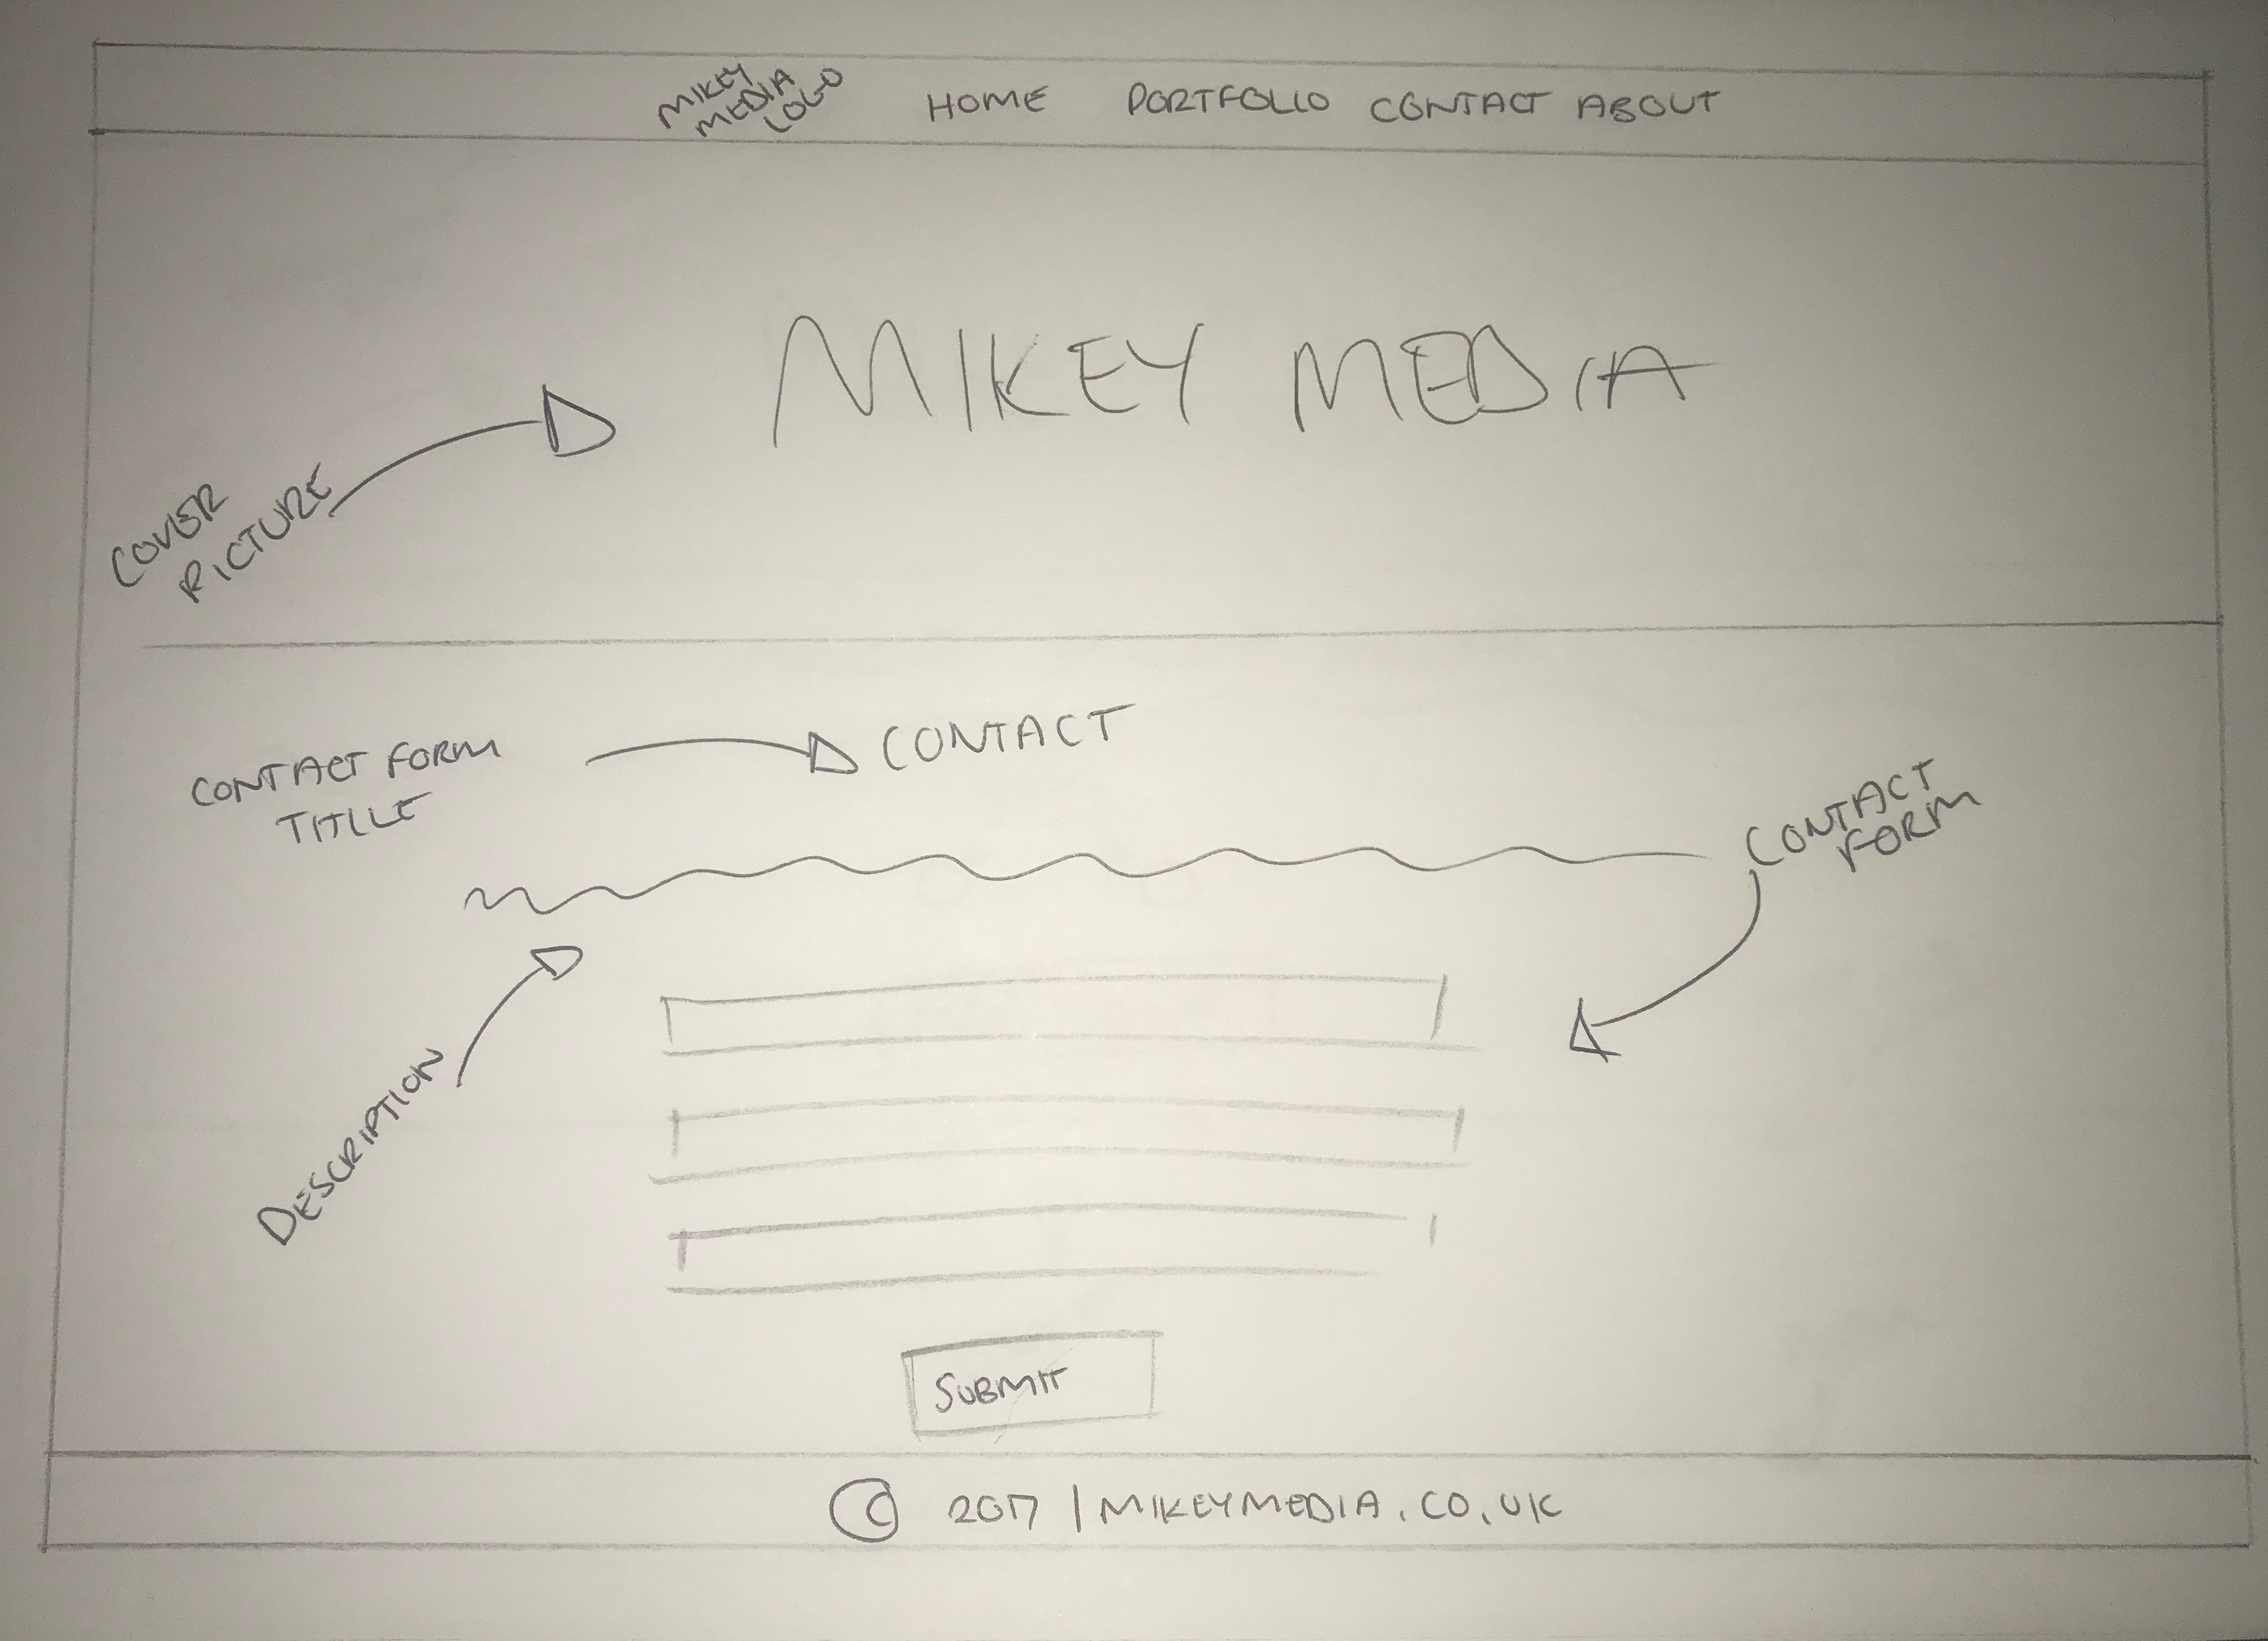 MIKEY
MEDIA
LOGO
HOME PORTFOLIO CONTACT ABOUT
MIKEY MEDIA
COVER
PICTURE
CONTACT FORM
TITLE
CONTACT
CONTACT
FORM
DESCRIPTION
SUBMIT
© 2017 | MIKEYMEDIA.CO.UK